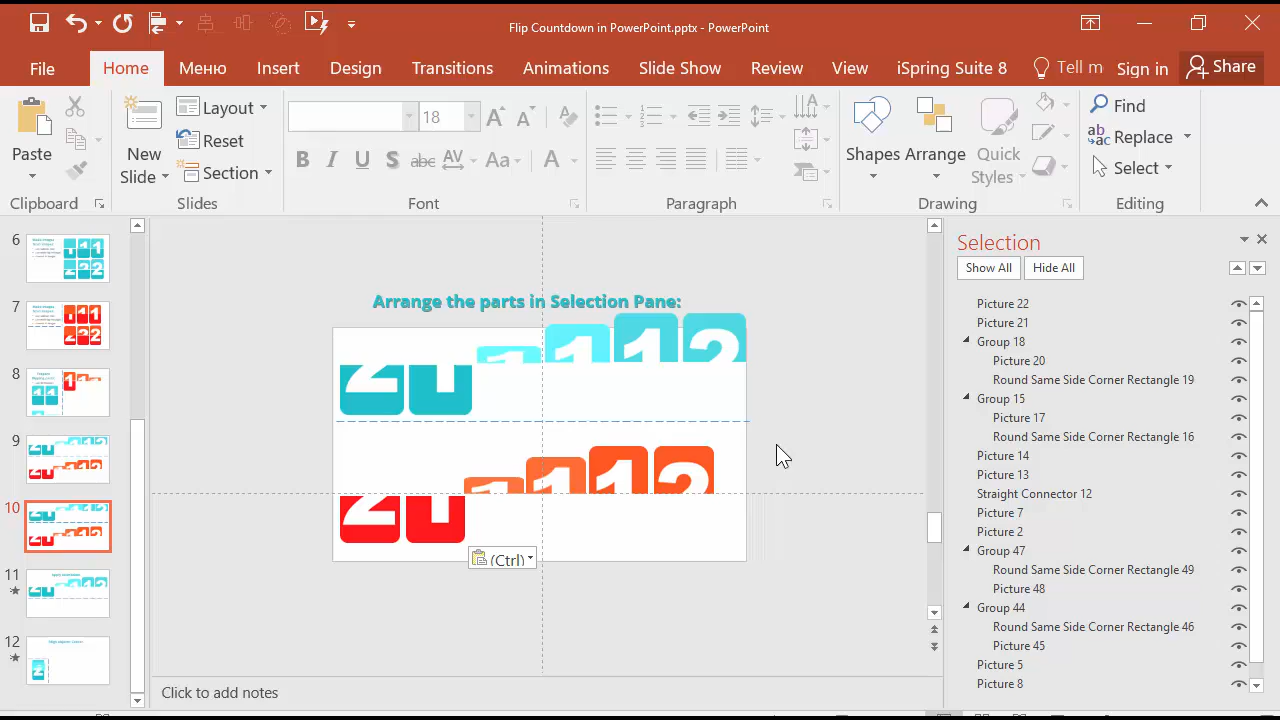 Flip Countdown in PowerPoint.pptx - PowerPoint
File Home Меню Insert Design Transitions Animations Slide Show Review View iSpring Suite 8 Tell m Sign in Share
Paste
New Slide
Layout
Reset
Section
18
B I U S abc AV Aa A
Shapes Arrange Quick Styles
Find
Replace
Select
Clipboard Slides Font Paragraph Drawing Editing
6
7
8
9
10
11
12
Arrange the parts in Selection Pane:
(Ctrl)
Click to add notes
Selection
Show All Hide All
Picture 22
Picture 21
Group 18
Picture 20
Round Same Side Corner Rectangle 19
Group 15
Picture 17
Round Same Side Corner Rectangle 16
Picture 14
Picture 13
Straight Connector 12
Picture 7
Picture 2
Group 47
Round Same Side Corner Rectangle 49
Picture 48
Group 44
Round Same Side Corner Rectangle 46
Picture 45
Picture 5
Picture 8